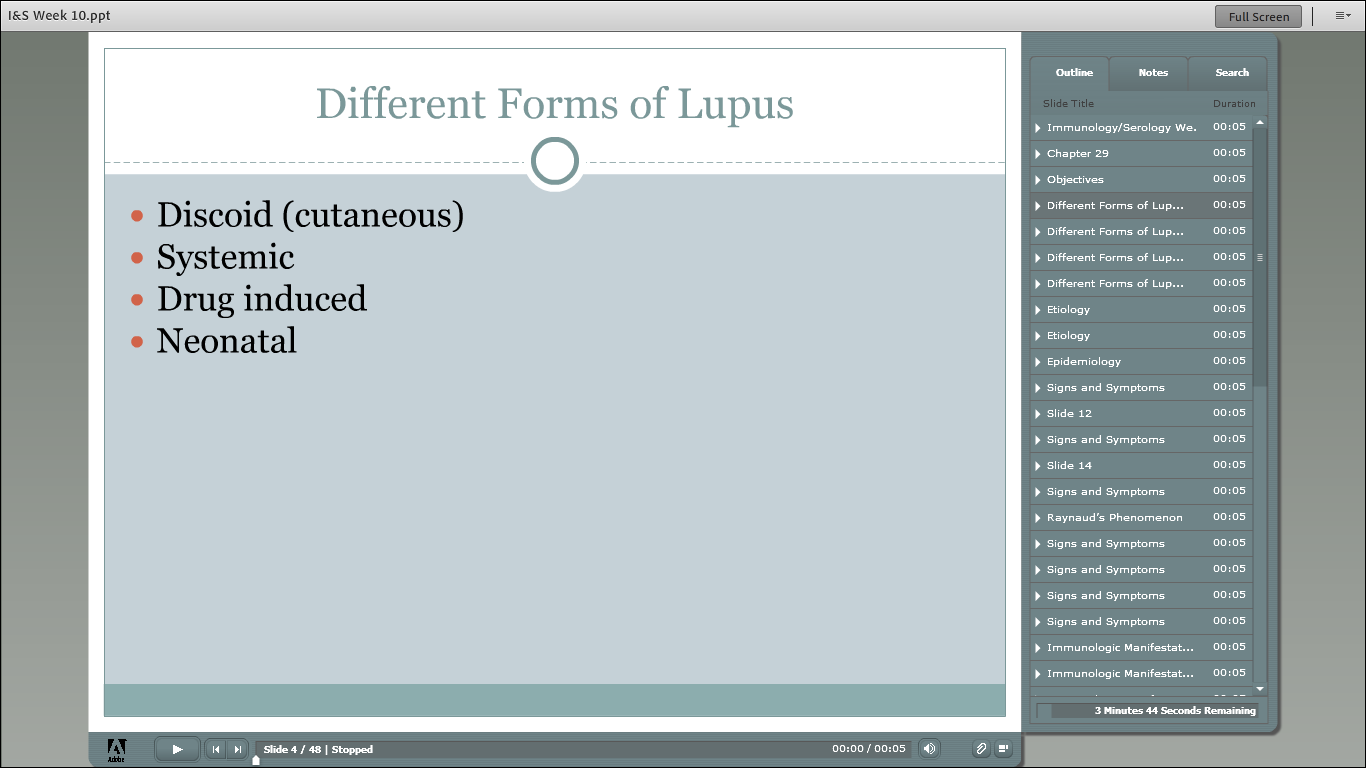 I&S Week 10.ppt
Full Screen
Different Forms of Lupus
• Discoid (cutaneous)
• Systemic
• Drug induced
• Neonatal
Outline Notes Search
Slide Title Duration
Immunology/Serology We. 00:05
Chapter 29 00:05
Objectives 00:05
Different Forms of Lup... 00:05
Different Forms of Lup... 00:05
Different Forms of Lup... 00:05
Different Forms of Lup... 00:05
Etiology 00:05
Etiology 00:05
Epidemiology 00:05
Signs and Symptoms 00:05
Slide 12 00:05
Signs and Symptoms 00:05
Slide 14 00:05
Signs and Symptoms 00:05
Raynaud’s Phenomenon 00:05
Signs and Symptoms 00:05
Signs and Symptoms 00:05
Signs and Symptoms 00:05
Signs and Symptoms 00:05
Immunologic Manifestat... 00:05
Immunologic Manifestat... 00:05
3 Minutes 44 Seconds Remaining
Adobe
Slide 4 / 48 | Stopped 00:00 / 00:05